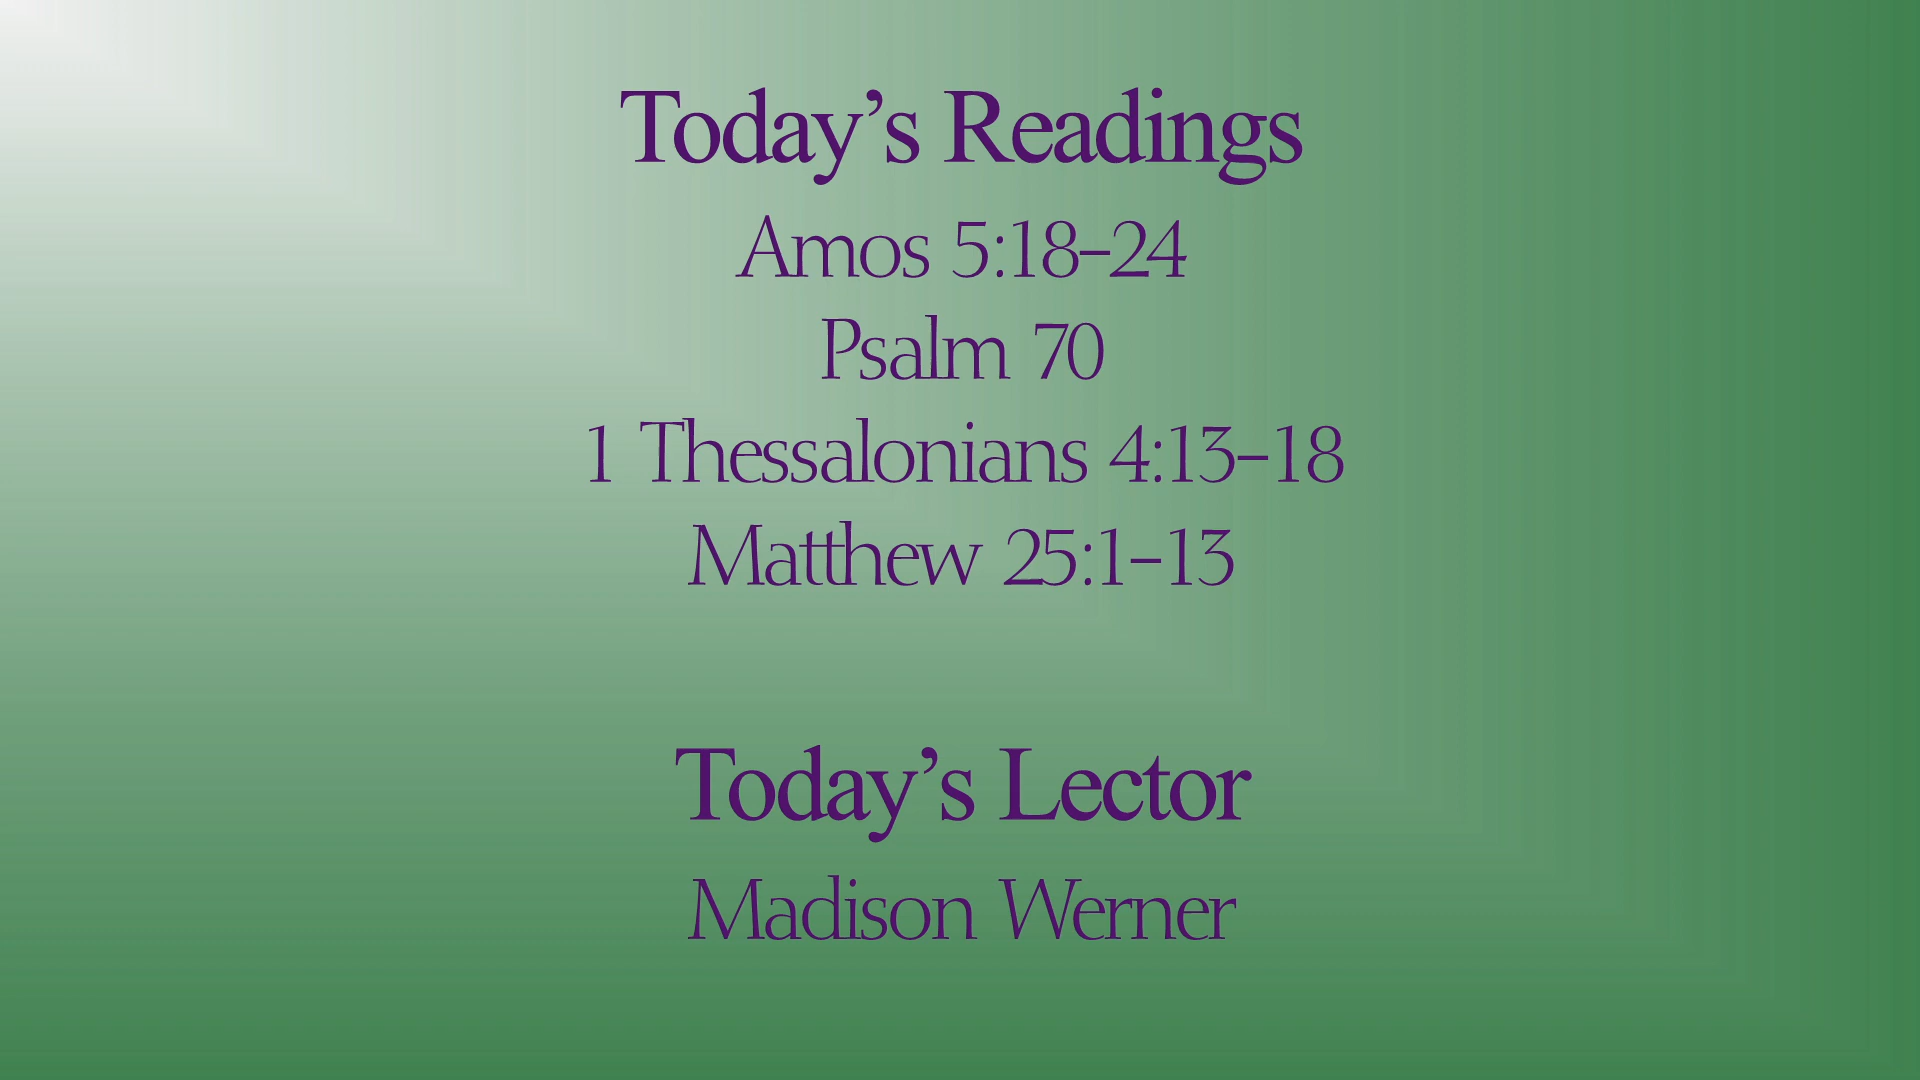 Today’s Readings
Amos 5:18–24
Psalm 70
1 Thessalonians 4:13–18
Matthew 25:1–13
Today’s Lector
Madison Werner